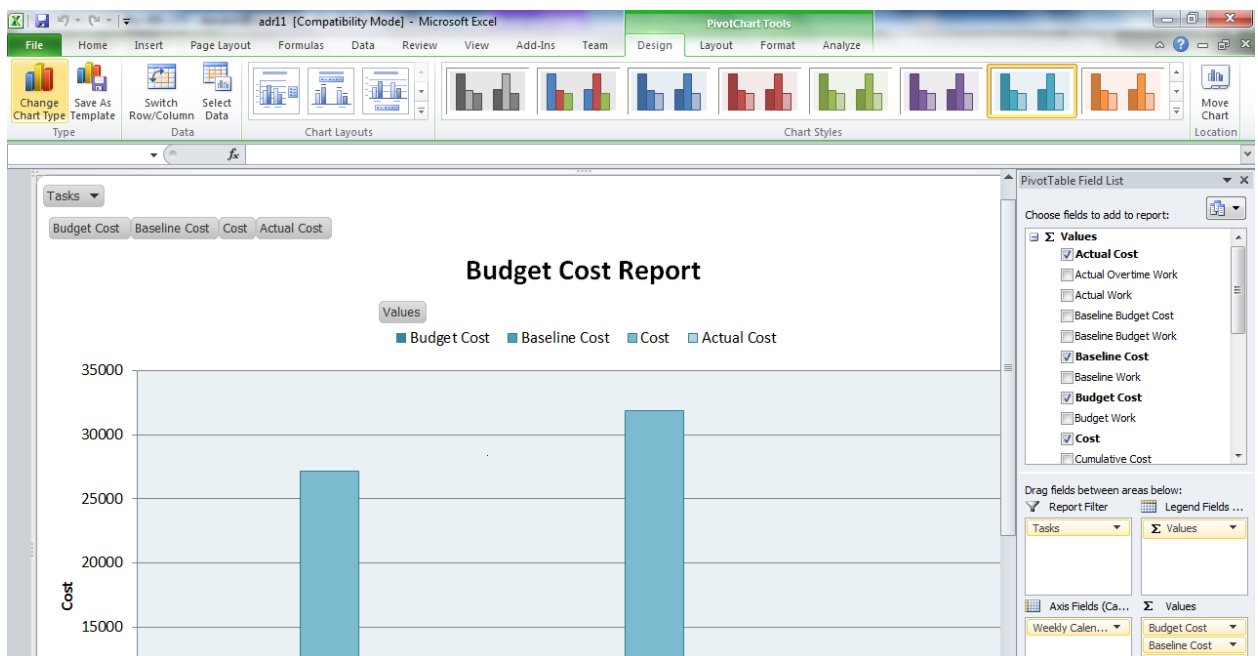 adr11 [Compatibility Mode] - Microsoft Excel
PivotChart Tools
File Home Insert Page Layout Formulas Data Review View Add-Ins Team Design Layout Format Analyze
Change Chart Type
Save As Template
Switch Row/Column
Select Data
Move Chart
Type Data Chart Layouts Chart Styles Location
fx
Tasks
Budget Cost Baseline Cost Cost Actual Cost
Budget Cost Report
Values
Budget Cost Baseline Cost Cost Actual Cost
35000
30000
25000
20000
15000
Cost
PivotTable Field List
Choose fields to add to report:
Σ Values
Actual Cost
Actual Overtime Work
Actual Work
Baseline Budget Cost
Baseline Budget Work
Baseline Cost
Baseline Work
Budget Cost
Budget Work
Cost
Cumulative Cost
Drag fields between areas below:
Report Filter Legend Fields ...
Tasks Σ Values
Axis Fields (Ca... Σ Values
Weekly Calen... Budget Cost
Baseline Cost